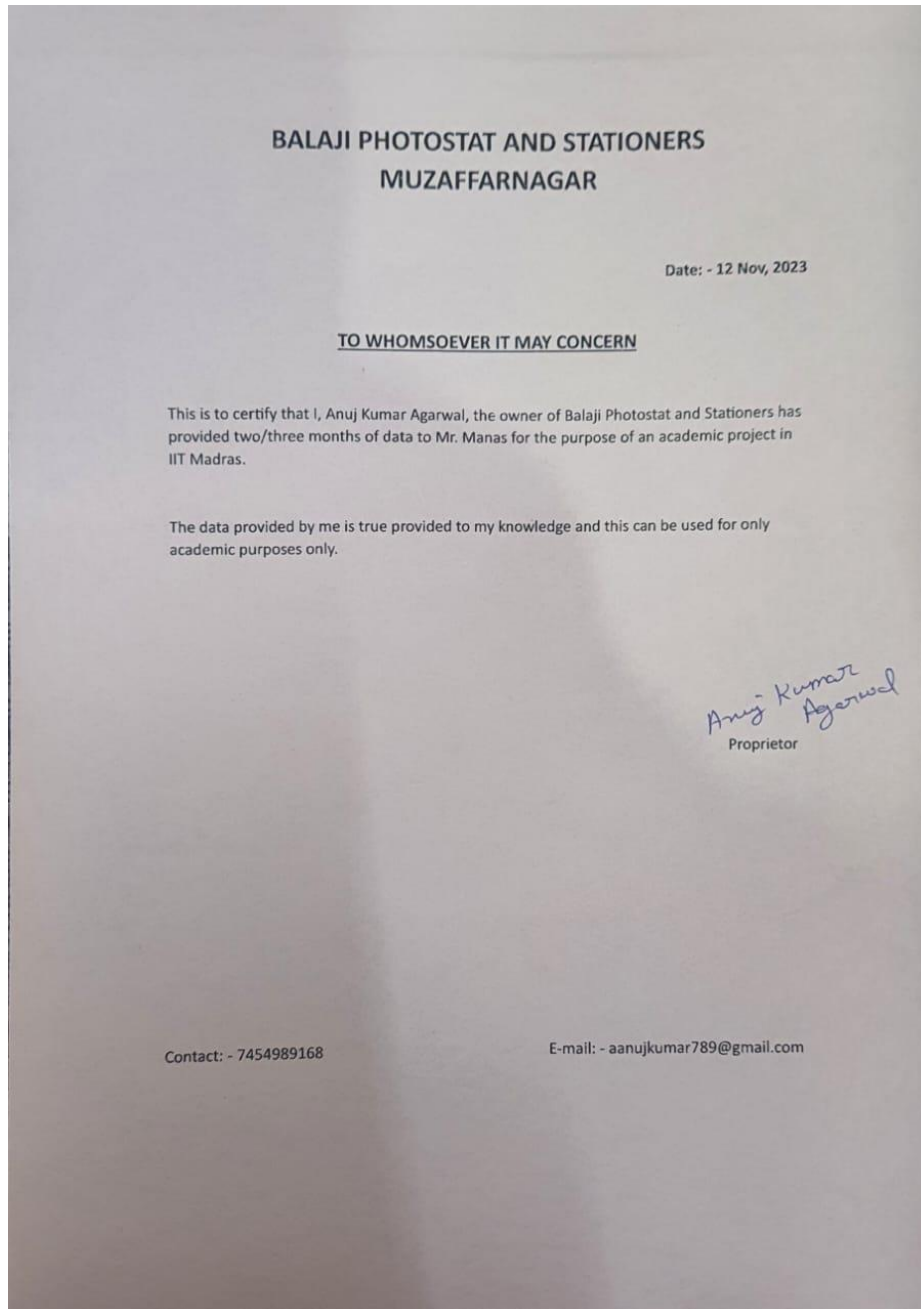 BALAJI PHOTOSTAT AND STATIONERS
MUZAFFARNAGAR
Date: - 12 Nov, 2023
TO WHOMSOEVER IT MAY CONCERN
This is to certify that I, Anuj Kumar Agarwal, the owner of Balaji Photostat and Stationers has
provided two/three months of data to Mr. Manas for the purpose of an academic project in
IIT Madras.
The data provided by me is true provided to my knowledge and this can be used for only
academic purposes only.
Anuj Kumar
Agarwal
Proprietor
Contact: - 7454989168
E-mail: - aanujkumar789@gmail.com